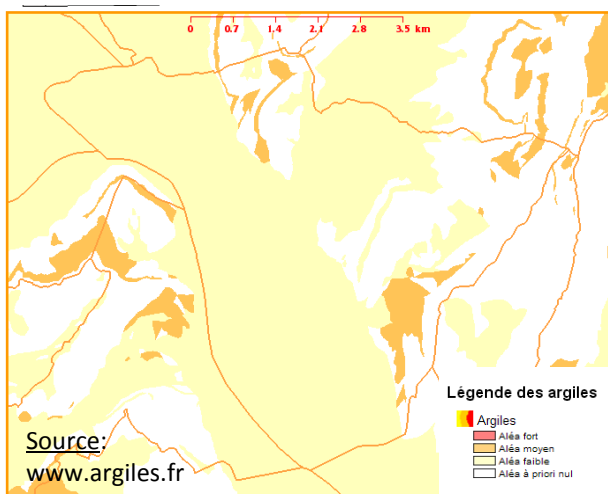 0 0.7 1.4 2.1 2.8 3.5 km
Légende des argiles
Argiles
Aléa fort
Aléa moyen
Aléa faible
Aléa à priori nul
Source:
www.argiles.fr